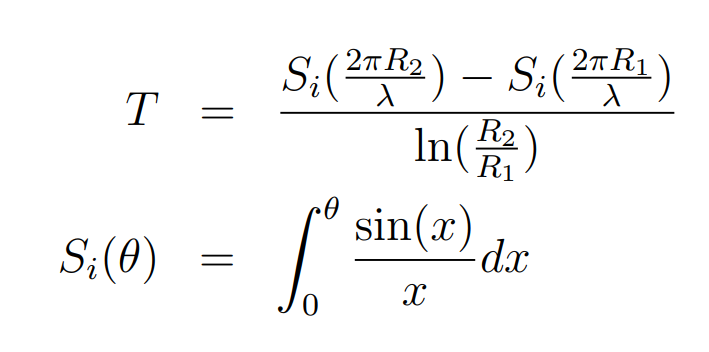 T = \frac{S_i(\frac{2\pi R_2}{\lambda}) - S_i(\frac{2\pi R_1}{\lambda})}{\ln(\frac{R_2}{R_1})}
S_i(\theta) = \int_0^\theta \frac{\sin(x)}{x} dx